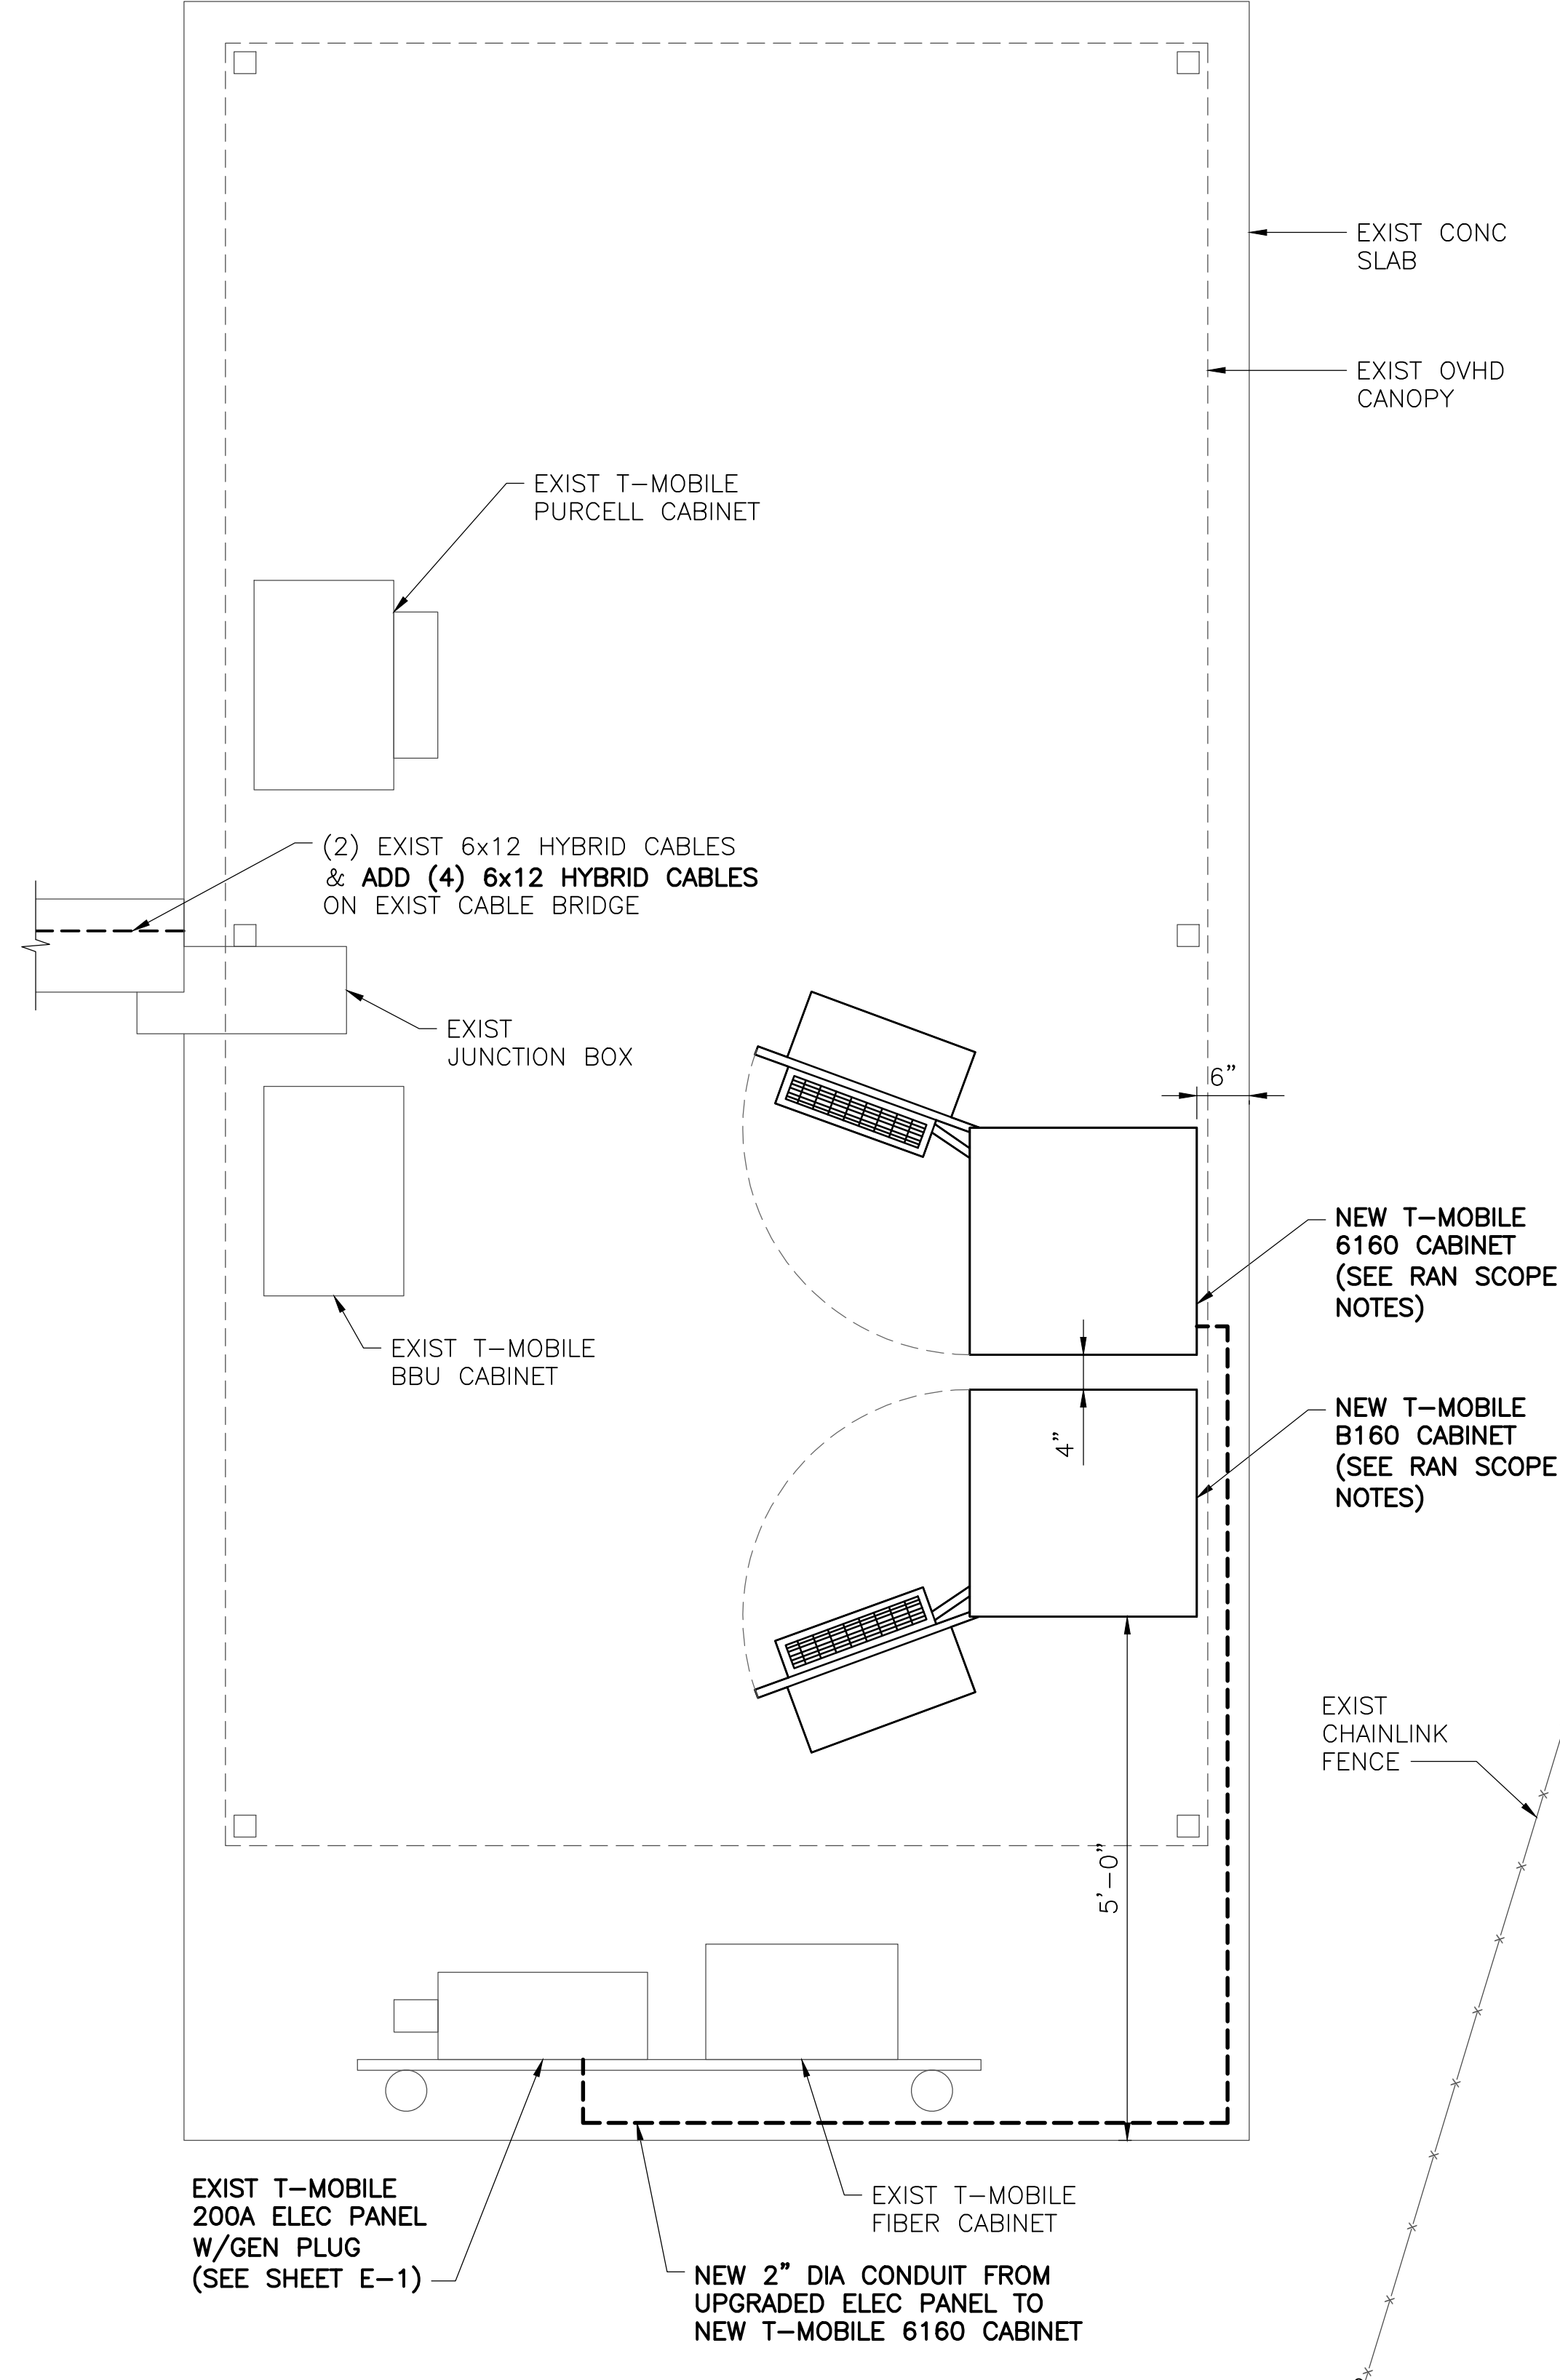 EXIST CONC
SLAB
EXIST OVHD
CANOPY
EXIST T-MOBILE
PURCELL CABINET
(2) EXIST 6x12 HYBRID CABLES
& ADD (4) 6x12 HYBRID CABLES
ON EXIST CABLE BRIDGE
EXIST
JUNCTION BOX
6"
NEW T-MOBILE
6160 CABINET
(SEE RAN SCOPE
NOTES)
EXIST T-MOBILE
BBU CABINET
4"
NEW T-MOBILE
B160 CABINET
(SEE RAN SCOPE
NOTES)
EXIST
CHAINLINK
FENCE
5'-0"
EXIST T-MOBILE
200A ELEC PANEL
W/GEN PLUG
(SEE SHEET E-1)
EXIST T-MOBILE
FIBER CABINET
NEW 2" DIA CONDUIT FROM
UPGRADED ELEC PANEL TO
NEW T-MOBILE 6160 CABINET